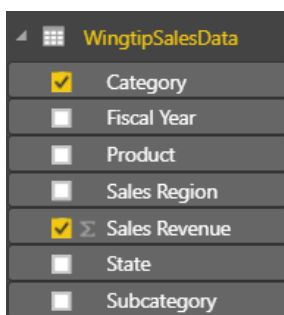 WingtipSalesData
Category
Fiscal Year
Product
Sales Region
Σ Sales Revenue
State
Subcategory